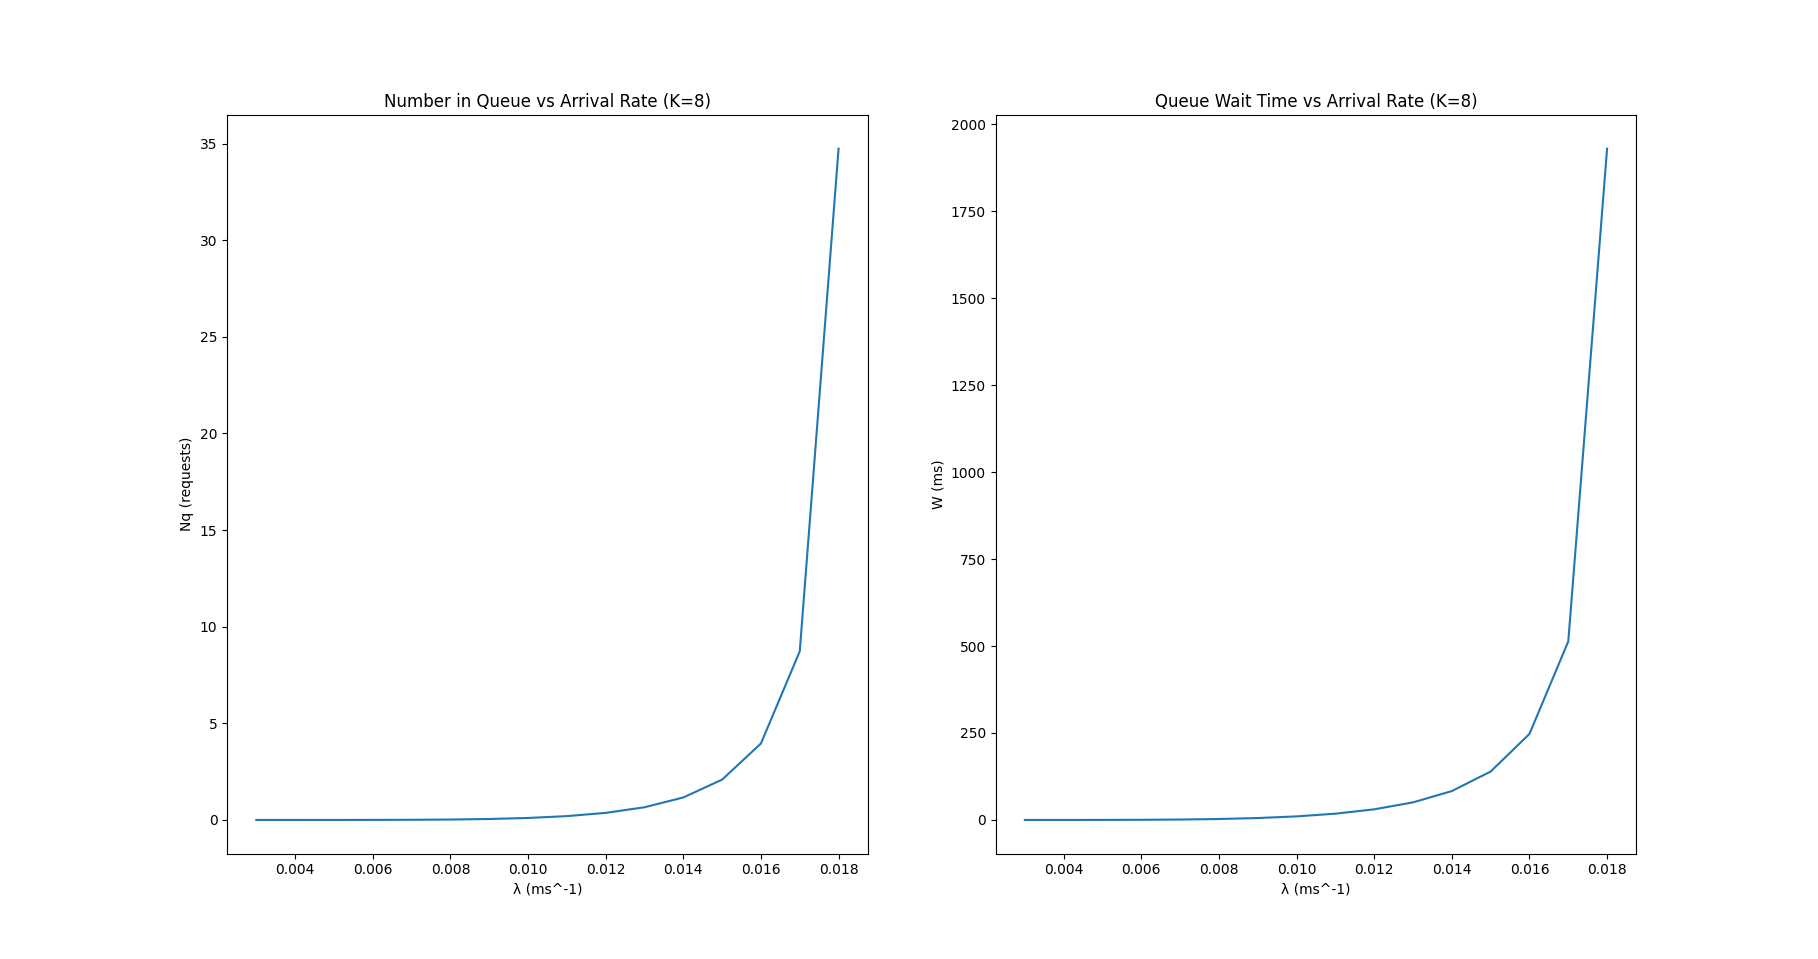 Number in Queue vs Arrival Rate (K=8)
35
30
25
20
15
10
5
0
Nq (requests)
0.004 0.006 0.008 0.010 0.012 0.014 0.016 0.018
λ (ms^-1)
Queue Wait Time vs Arrival Rate (K=8)
2000
1750
1500
1250
1000
750
500
250
0
W (ms)
0.004 0.006 0.008 0.010 0.012 0.014 0.016 0.018
λ (ms^-1)